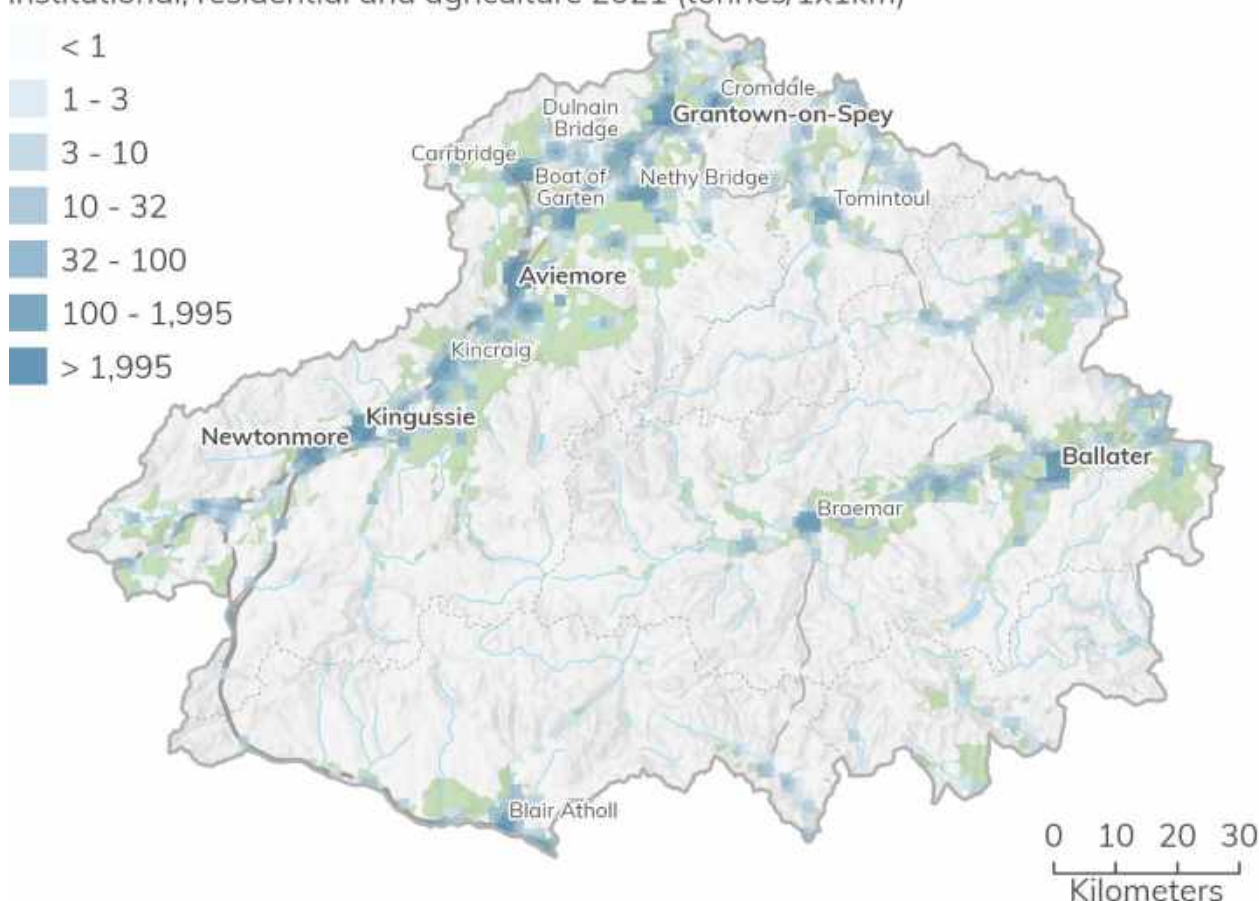 institutional, residential and agriculture 2021 (tonnes/1x1km)
< 1
1 - 3
3 - 10
10 - 32
32 - 100
100 - 1,995
> 1,995
Cromdale
Grantown-on-Spey
Dulnain
Bridge
Carrbridge
Boat of
Garten
Nethy Bridge
Tomintoul
Aviemore
Kincraig
Kingussie
Newtonmore
Ballater
Braemar
Blair Atholl
0 10 20 30
Kilometers